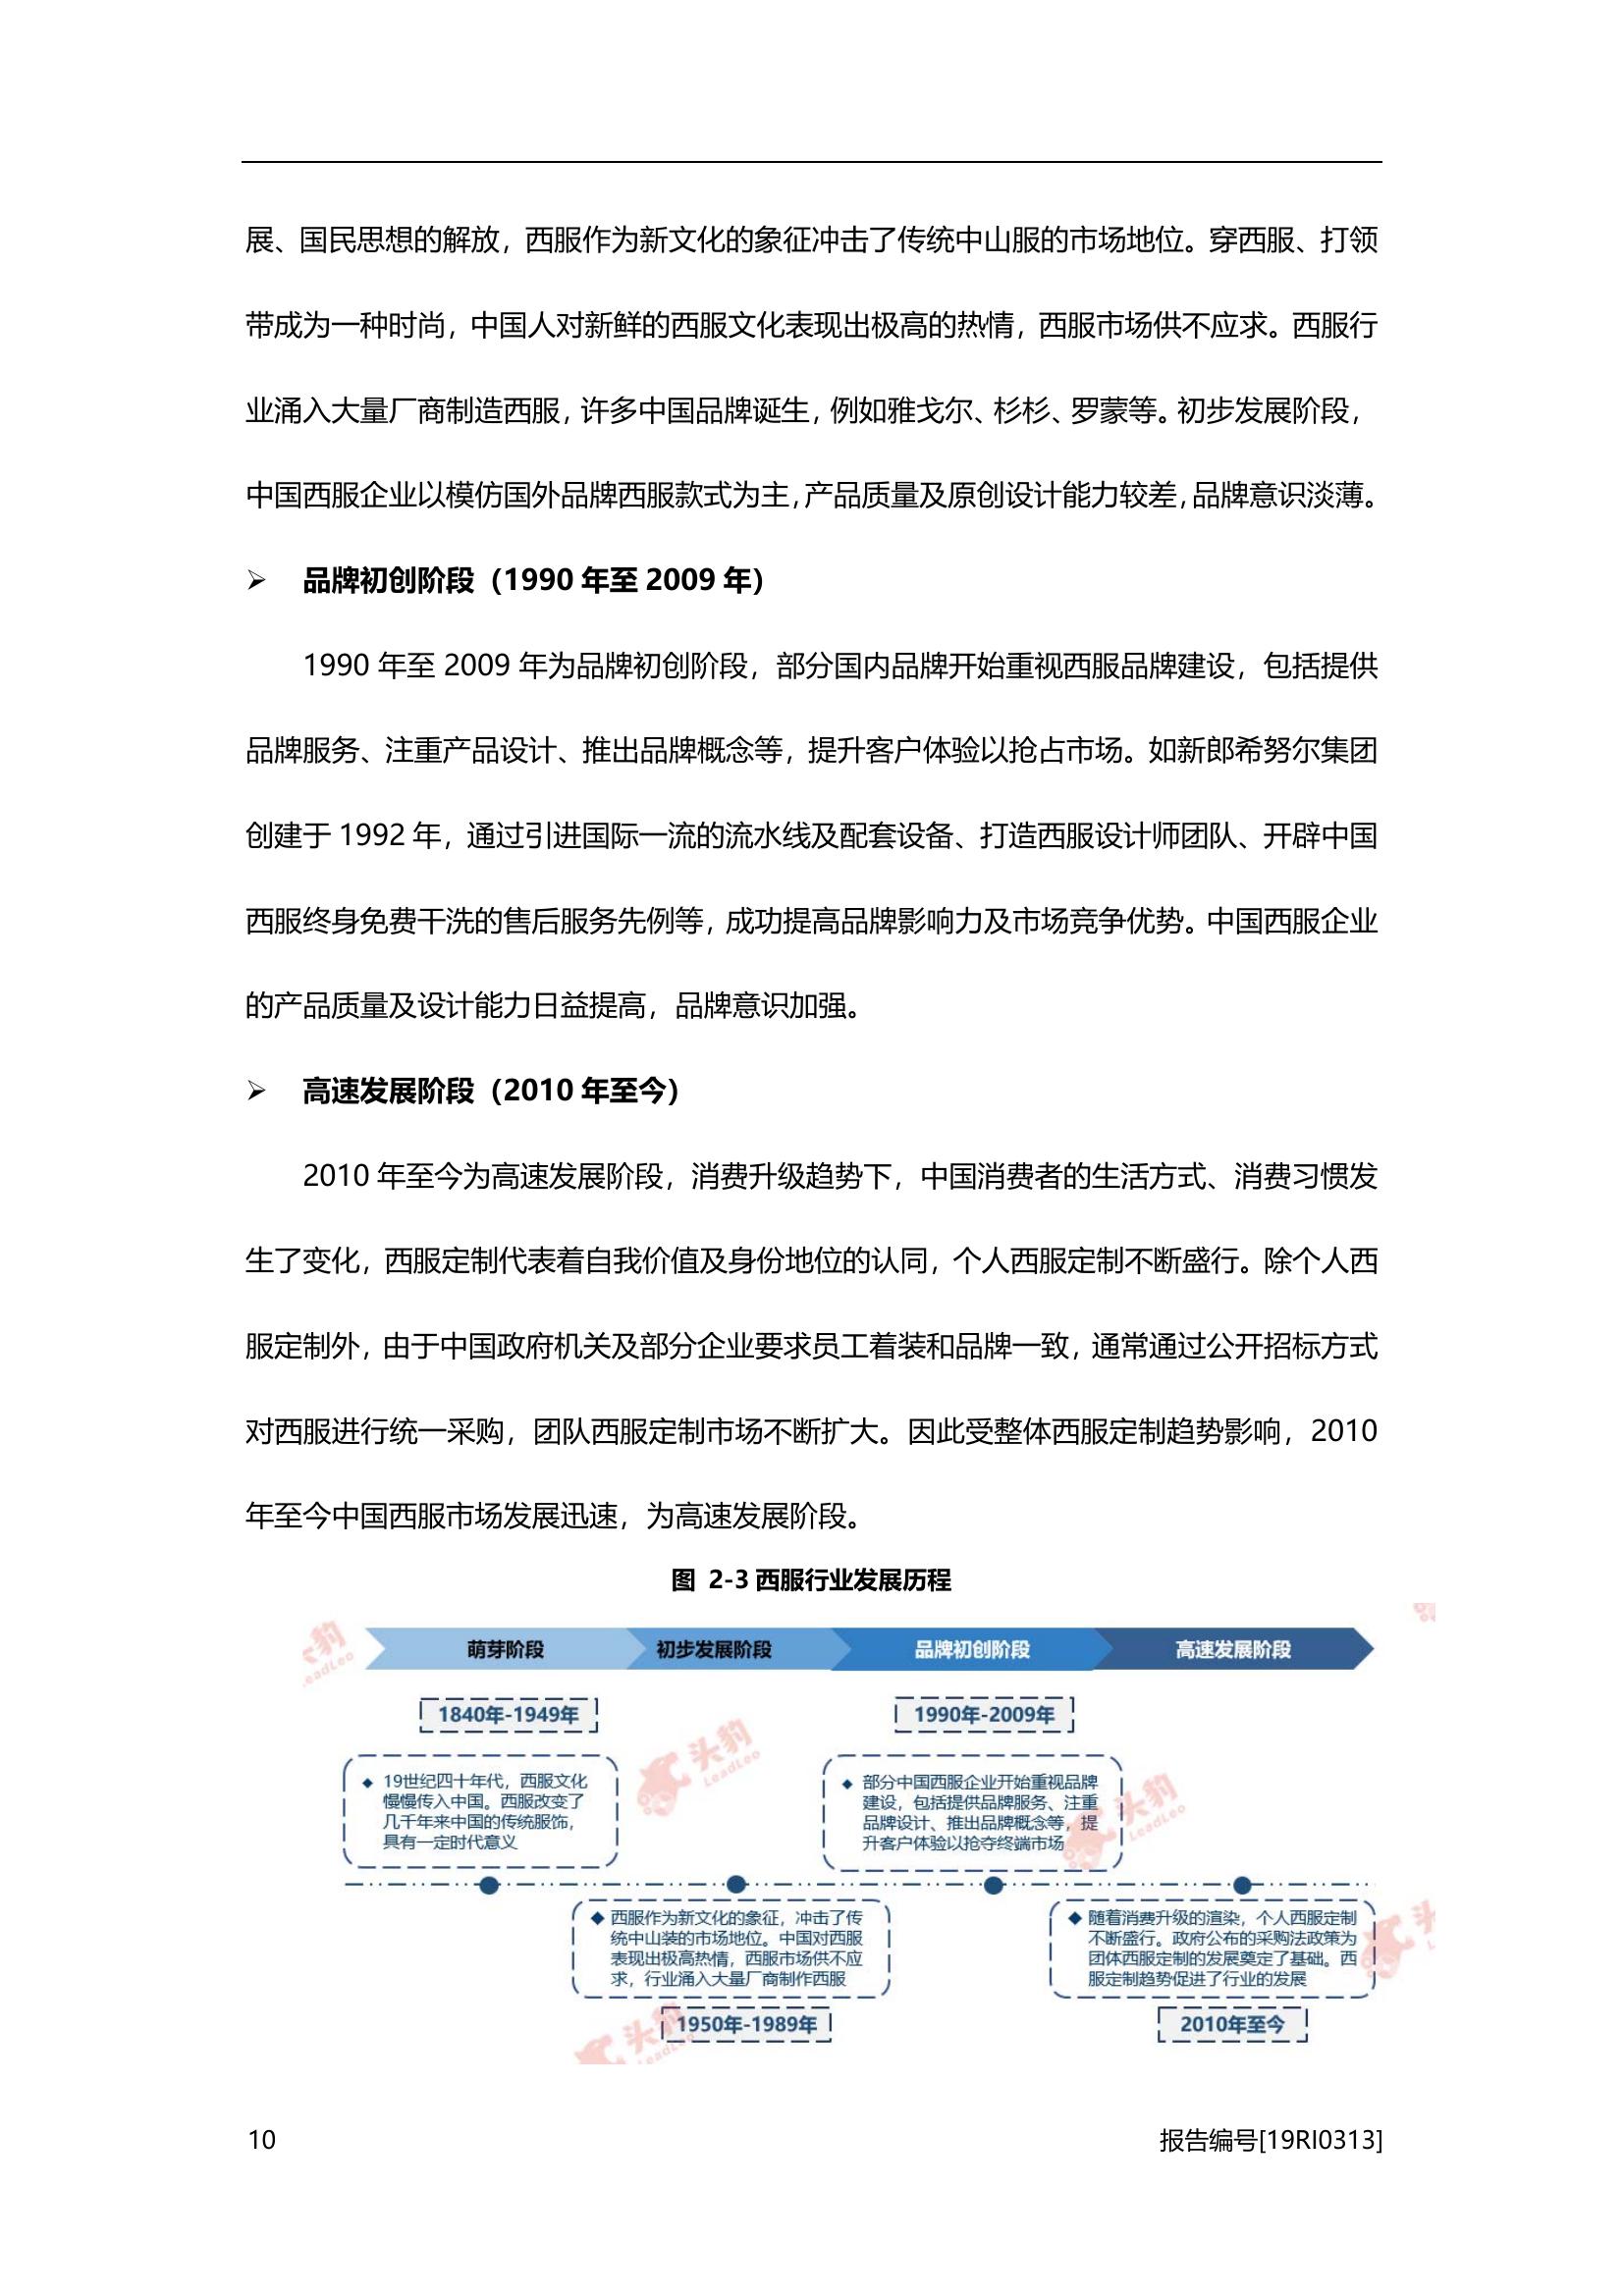 展、国民思想的解放，西服作为新文化的象征冲击了传统中山服的市场地位。穿西服、打领
带成为一种时尚，中国人对新鲜的西服文化表现出极高的热情，西服市场供不应求。西服行
业涌入大量厂商制造西服，许多中国品牌诞生，例如雅戈尔、杉杉、罗蒙等。初步发展阶段，
中国西服企业以模仿国外品牌西服款式为主，产品质量及原创设计能力较差，品牌意识淡薄。
➢ 品牌初创阶段（1990 年至 2009 年）
1990 年至 2009 年为品牌初创阶段，部分国内品牌开始重视西服品牌建设，包括提供
品牌服务、注重产品设计、推出品牌概念等，提升客户体验以抢占市场。如新郎希努尔集团
创建于 1992 年，通过引进国际一流的流水线及配套设备、打造西服设计师团队、开辟中国
西服终身免费干洗的售后服务先例等，成功提高品牌影响力及市场竞争优势。中国西服企业
的产品质量及设计能力日益提高，品牌意识加强。
➢ 高速发展阶段（2010 年至今）
2010 年至今为高速发展阶段，消费升级趋势下，中国消费者的生活方式、消费习惯发
生了变化，西服定制代表着自我价值及身份地位的认同，个人西服定制不断盛行。除个人西
服定制外，由于中国政府机关及部分企业要求员工着装和品牌一致，通常通过公开招标方式
对西服进行统一采购，团队西服定制市场不断扩大。因此受整体西服定制趋势影响，2010
年至今中国西服市场发展迅速，为高速发展阶段。
图 2-3 西服行业发展历程
萌芽阶段 初步发展阶段 品牌初创阶段 高速发展阶段
1840年-1949年
◆ 19世纪四十年代，西服文化
慢慢传入中国。西服改变了
几千年来中国的传统服饰，
具有一定时代意义
1990年-2009年
◆ 部分中国西服企业开始重视品牌
建设，包括提供品牌服务、注重
品牌设计、推出品牌概念等，提
升客户体验以抢夺终端市场
◆ 西服作为新文化的象征，冲击了传
统中山装的市场地位。中国对西服
表现出极高热情，西服市场供不应
求，行业涌入大量厂商制作西服
1950年-1989年
◆ 随着消费升级的渲染，个人西服定制
不断盛行。政府公布的采购法政策为
团体西服定制的发展奠定了基础。西
服定制趋势促进了行业的发展
2010年至今
头豹
LeadLeo
头豹
LeadLeo
10
报告编号[19RI0313]